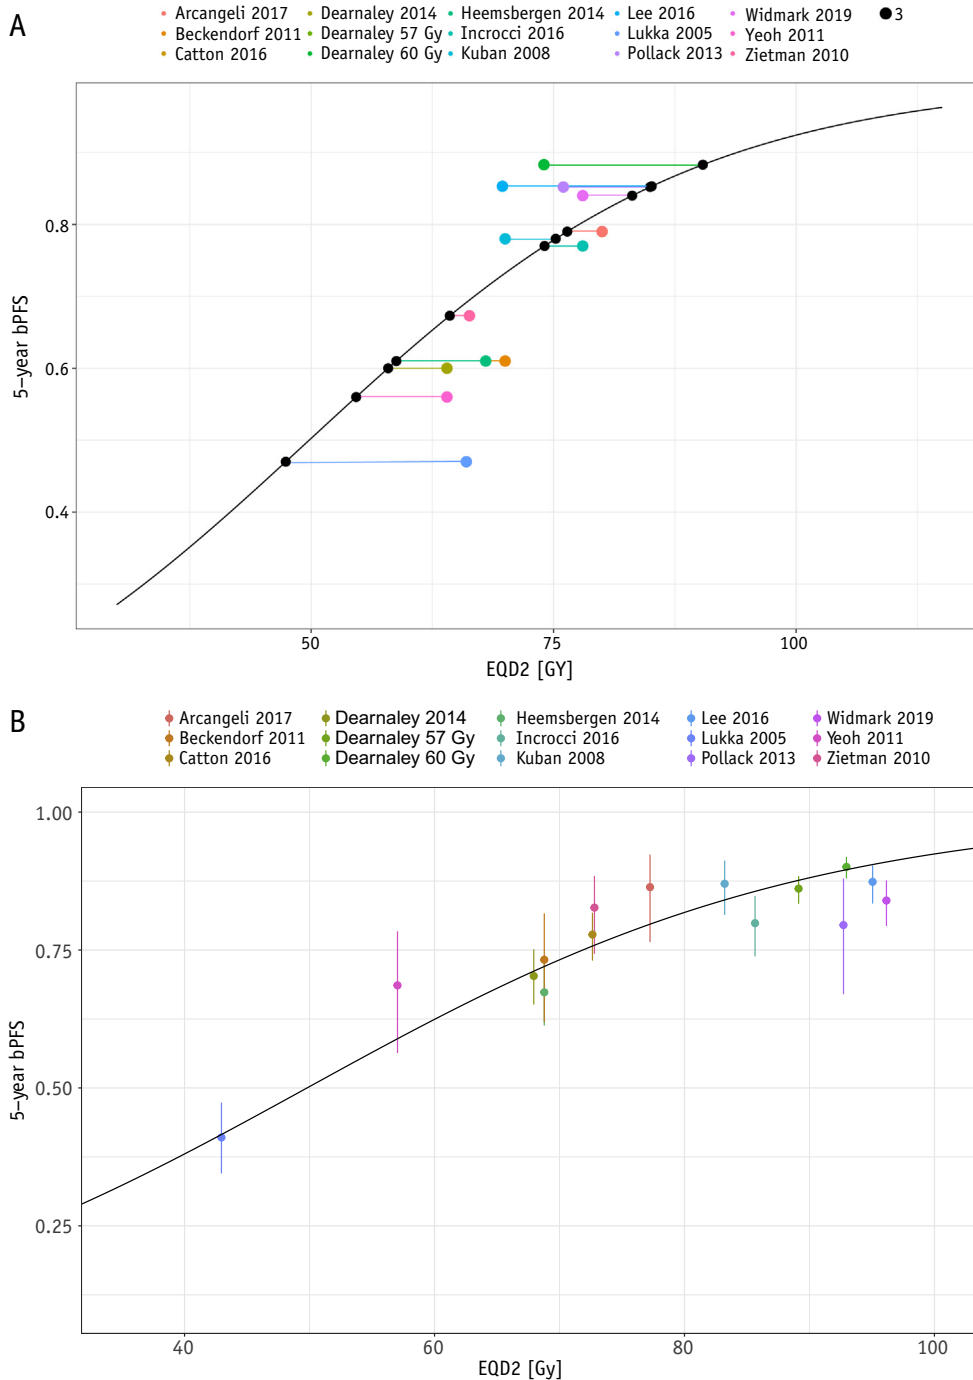 A
Arcangeli 2017 Dearnaley 2014 Heemsbergen 2014 Lee 2016 Widmark 2019 3
Beckendorf 2011 Dearnaley 57 Gy Incrocci 2016 Lukka 2005 Yeoh 2011
Catton 2016 Dearnaley 60 Gy Kuban 2008 Pollack 2013 Zietman 2010
0.8
0.6
0.4
5–year bPFS
50 75 100
EQD2 [GY]
B
Arcangeli 2017 Dearnaley 2014 Heemsbergen 2014 Lee 2016 Widmark 2019
Beckendorf 2011 Dearnaley 57 Gy Incrocci 2016 Lukka 2005 Yeoh 2011
Catton 2016 Dearnaley 60 Gy Kuban 2008 Pollack 2013 Zietman 2010
1.00
0.75
0.50
0.25
5–year bPFS
40 60 80 100
EQD2 [Gy]